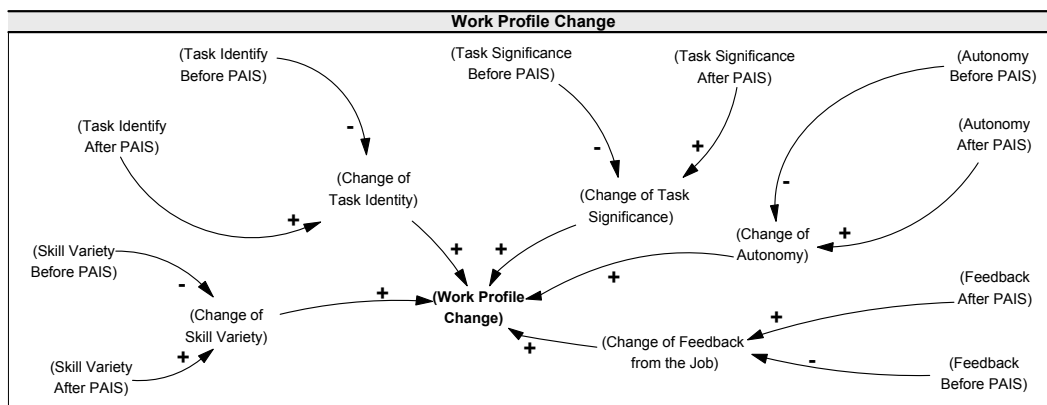 Work Profile Change
(Task Identify
Before PAIS)
(Task Significance
Before PAIS)
(Task Significance
After PAIS)
(Autonomy
Before PAIS)
(Task Identify
After PAIS)
(Autonomy
After PAIS)
-
-
+
-
(Change of
Task Identity)
(Change of Task
Significance)
+
+
(Change of
Autonomy)
(Skill Variety
Before PAIS)
+
+
+
-
+
(Work Profile
Change)
(Feedback
After PAIS)
(Change of
Skill Variety)
+
+
(Change of Feedback
from the Job)
+
-
(Skill Variety
After PAIS)
(Feedback
Before PAIS)